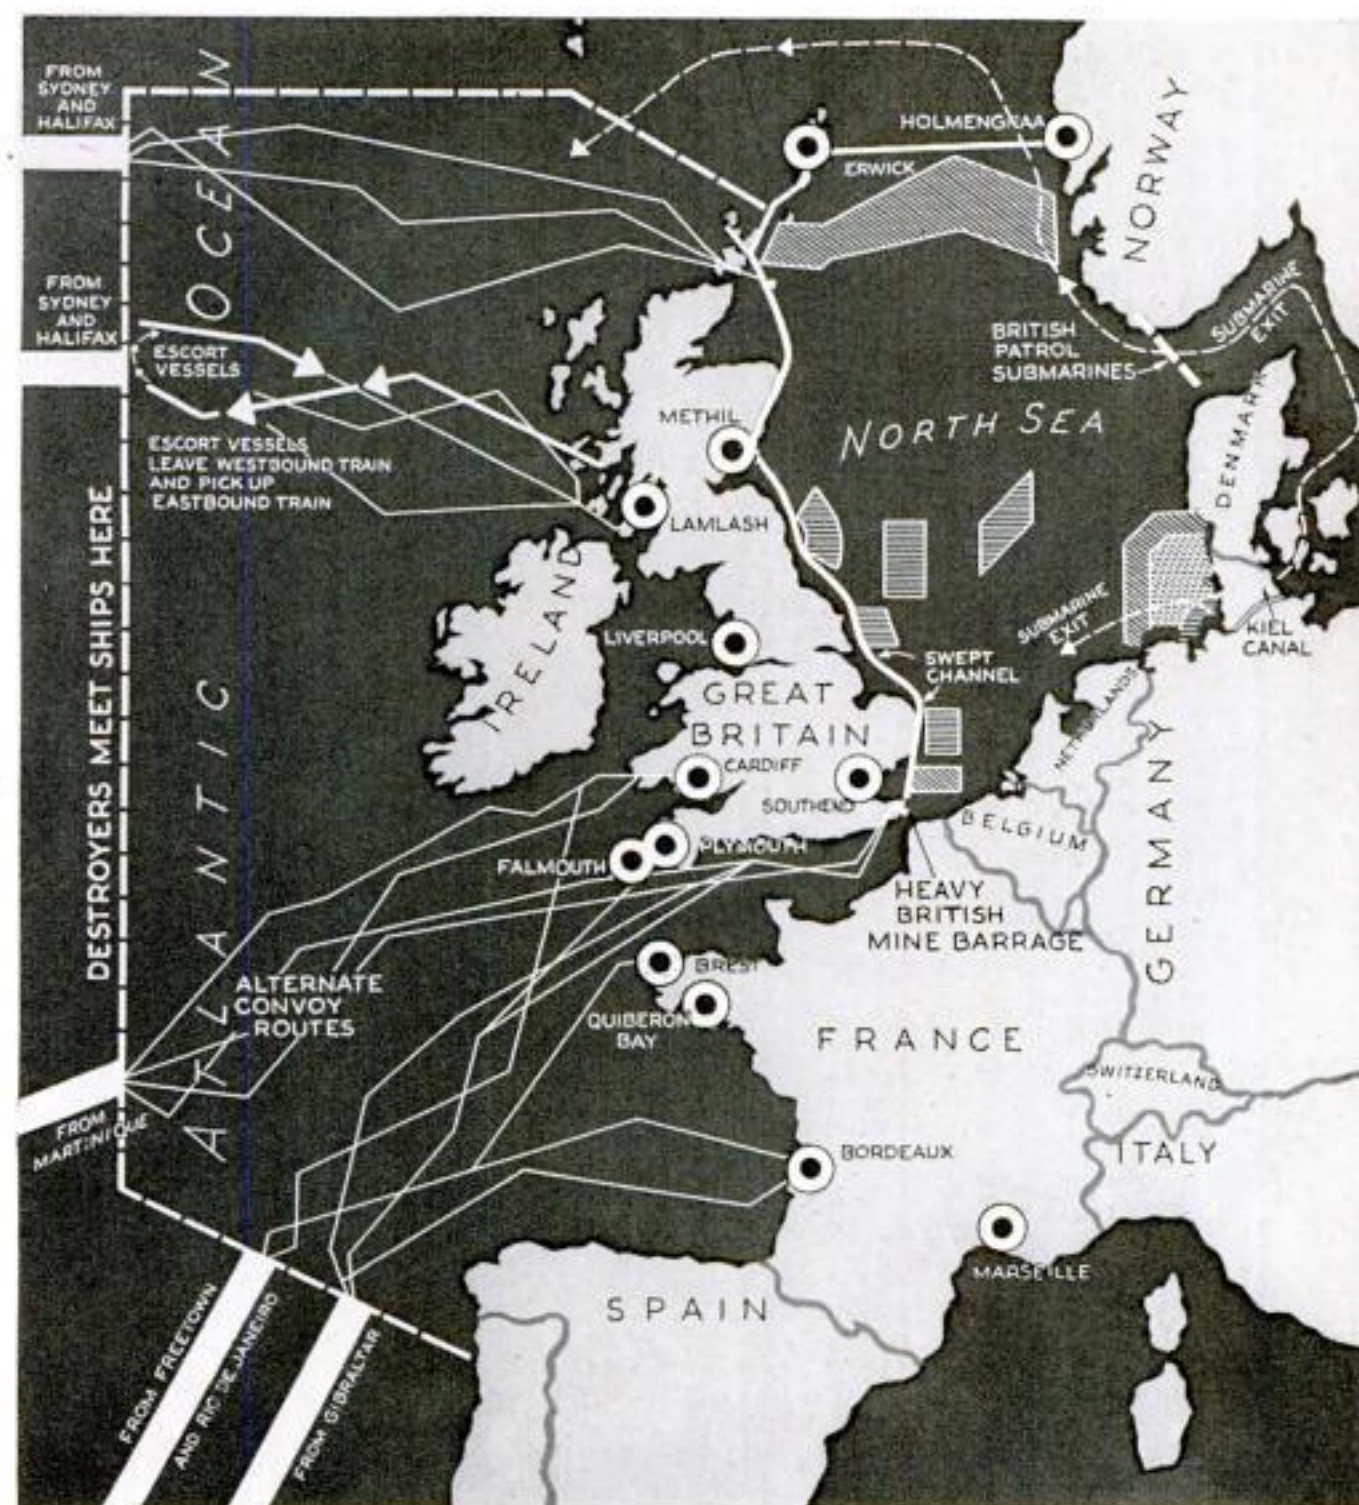 FROM
SYDNEY
AND
HALIFAX
HOLMENGRAA
ERWICK
NORWAY
OCEAN
FROM
SYDNEY
AND
HALIFAX
ESCORT
VESSELS
SUBMARINE
EXIT
BRITISH
PATROL
SUBMARINES
METHIL
NORTH SEA
DENMARK
ESCORT VESSELS
LEAVE WESTBOUND TRAIN
AND PICK UP
EASTBOUND TRAIN
LAMLASH
DESTROYERS MEET SHIPS HERE
IRELAND
LIVERPOOL
SUBMARINE
EXIT
KIEL
CANAL
SWEPT
CHANNEL
GREAT
BRITAIN
NETHERLANDS
CARDIFF
SOUTHEND
BELGIUM
GERMANY
ATLANTIC
PLYMOUTH
FALMOUTH
HEAVY
BRITISH
MINE BARRAGE
ALTERNATE
CONVOY
ROUTES
BREST
QUIBERON
BAY
FRANCE
SWITZERLAND
FROM
MARTINIQUE
BORDEAUX
ITALY
MARSEILLE
SPAIN
FROM FREETOWN
AND RIO DE JANEIRO
FROM GIBRALTAR